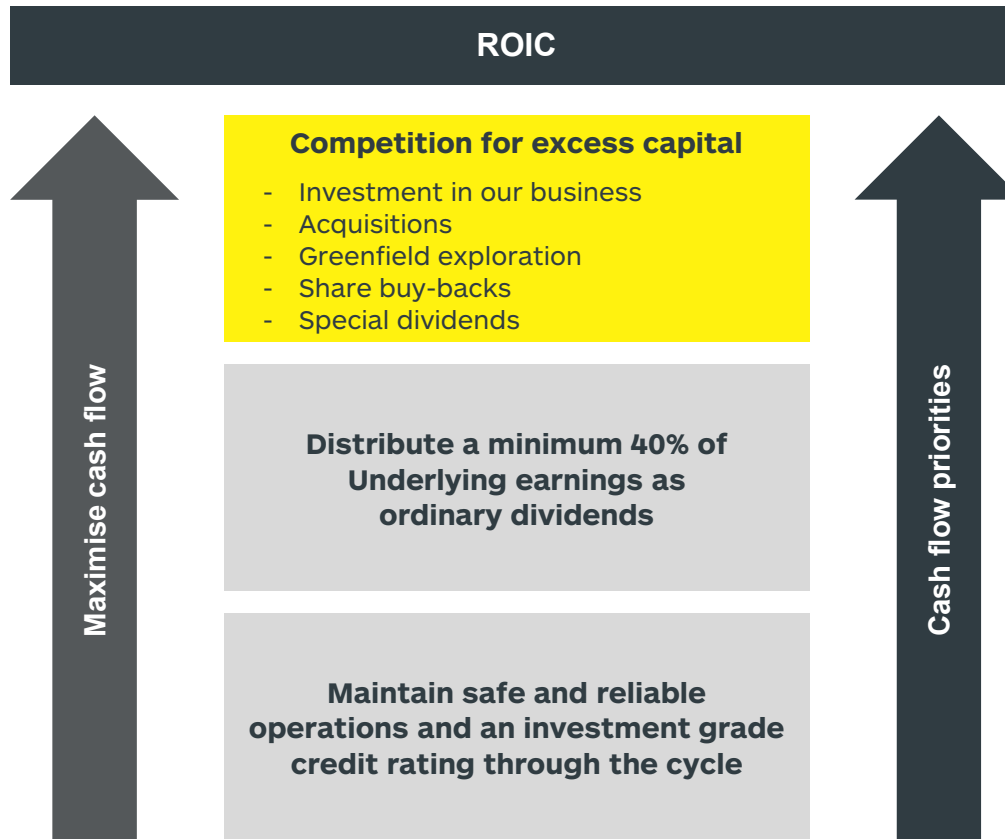 ROIC
Competition for excess capital
- Investment in our business
- Acquisitions
- Greenfield exploration
- Share buy-backs
- Special dividends
Maximise cash flow
Distribute a minimum 40% of
Underlying earnings as
ordinary dividends
Cash flow priorities
Maintain safe and reliable
operations and an investment grade
credit rating through the cycle